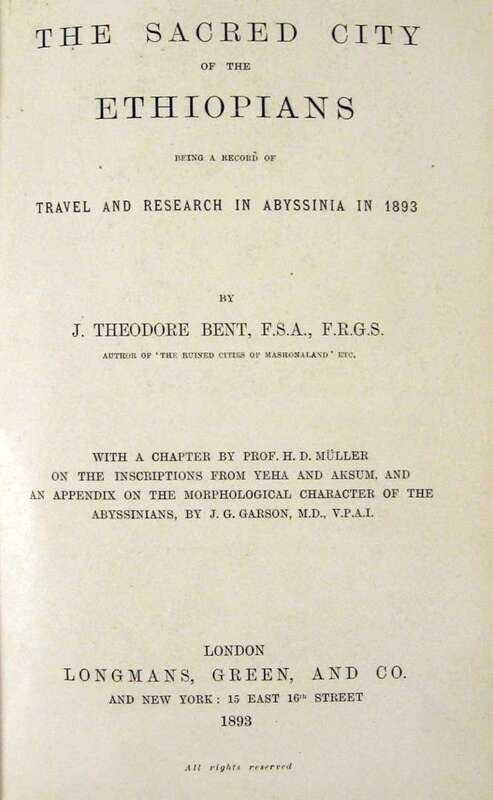 THE SACRED CITY
OF THE
ETHIOPIANS
BEING A RECORD OF
TRAVEL AND RESEARCH IN ABYSSINIA IN 1893
BY
J. THEODORE BENT, F.S.A., F.R.G.S.
AUTHOR OF 'THE RUINED CITIES OF MASHONALAND' ETC.
WITH A CHAPTER BY PROF. H. D. MÜLLER
ON THE INSCRIPTIONS FROM YEHA AND AKSUM, AND
AN APPENDIX ON THE MORPHOLOGICAL CHARACTER OF THE
ABYSSINIANS, BY J. G. GARSON, M.D., V.P.A.I.
LONDON
LONGMANS, GREEN, AND CO.
AND NEW YORK: 15 EAST 16th STREET
1893
All rights reserved